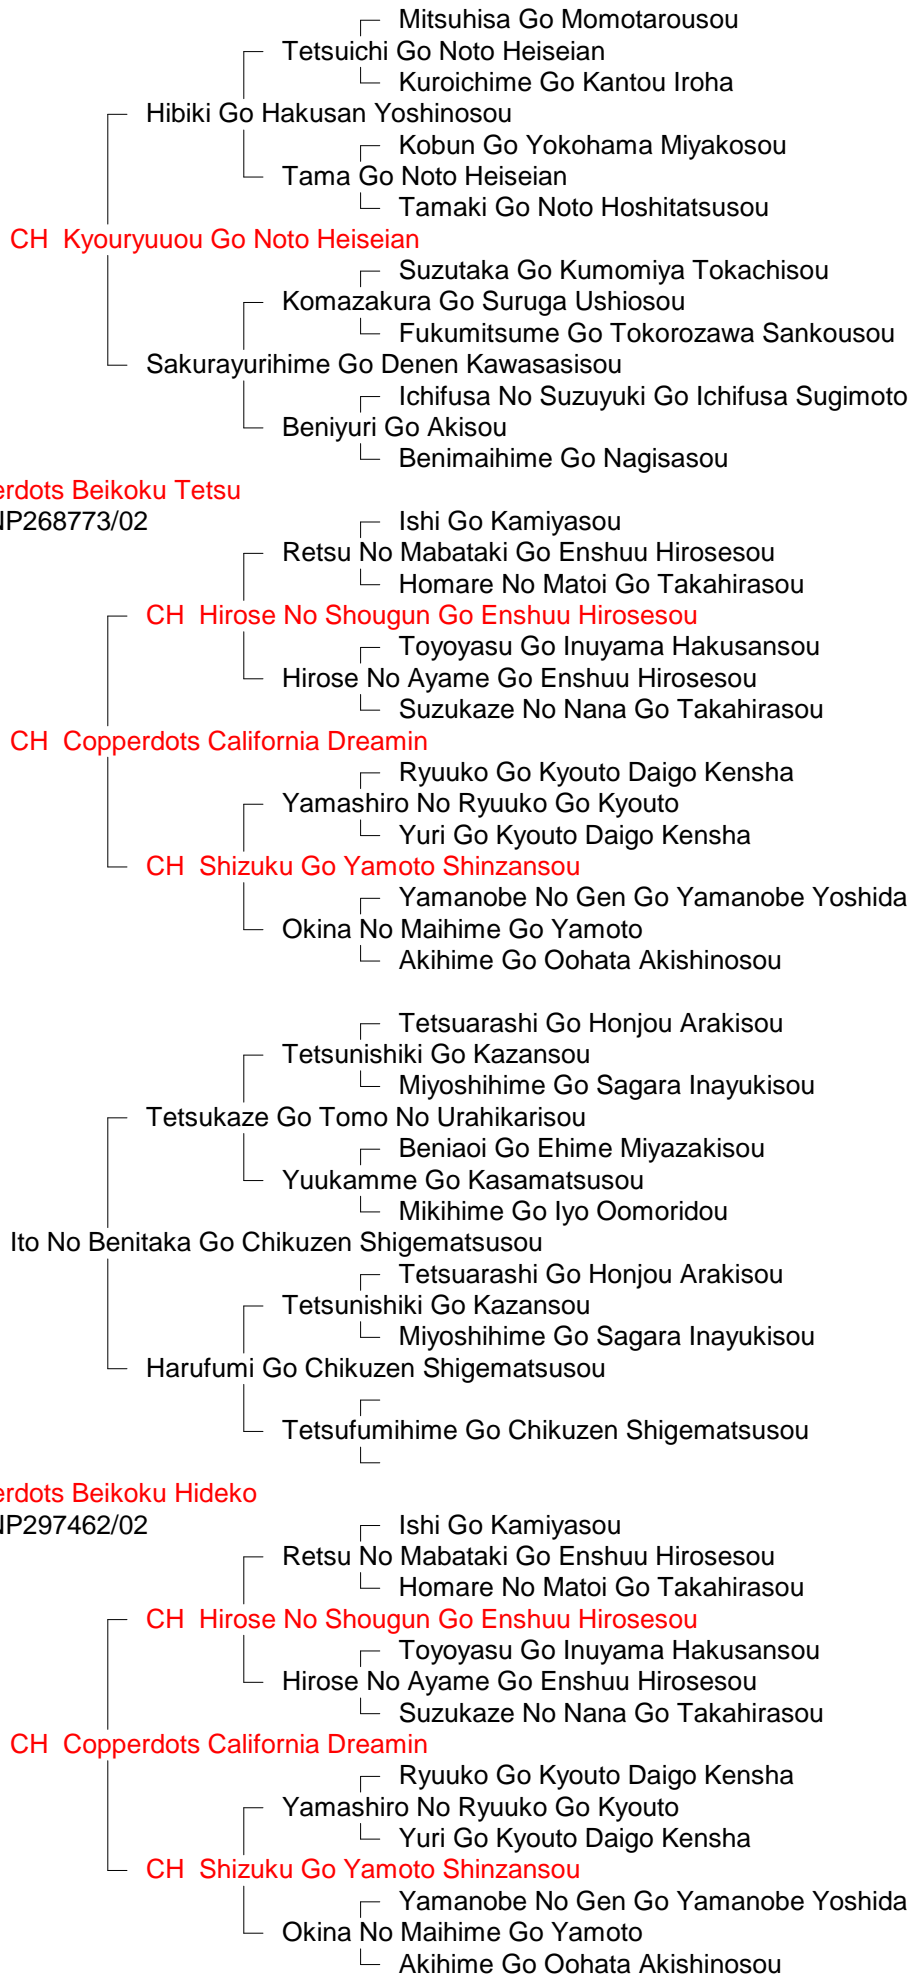 Mitsuhisa Go Momotarousou
Tetsuichi Go Noto Heiseian
Kuroichime Go Kantou Iroha
Hibiki Go Hakusan Yoshinosou
Kobun Go Yokohama Miyakosou
Tama Go Noto Heiseian
Tamaki Go Noto Hoshitatsusou
CH Kyouryuuou Go Noto Heiseian
Suzutaka Go Kumomiya Tokachisou
Komazakura Go Suruga Ushiosou
Fukumitsume Go Tokorozawa Sankousou
Sakurayurihime Go Denen Kawasasisou
Ichifusa No Suzuyuki Go Ichifusa Sugimoto
Beniyuri Go Akisou
Benimaihime Go Nagisasou
erdots Beikoku Tetsu
NP268773/02
Ishi Go Kamiyasou
Retsu No Mabataki Go Enshuu Hirosesou
Homare No Matoi Go Takahirasou
CH Hirose No Shougun Go Enshuu Hirosesou
Toyoyasu Go Inuyama Hakusansou
Hirose No Ayame Go Enshuu Hirosesou
Suzukaze No Nana Go Takahirasou
CH Copperdots California Dreamin
Ryuuko Go Kyouto Daigo Kensha
Yamashiro No Ryuuko Go Kyouto
Yuri Go Kyouto Daigo Kensha
CH Shizuku Go Yamoto Shinzansou
Yamanobe No Gen Go Yamanobe Yoshida
Okina No Maihime Go Yamoto
Akihime Go Oohata Akishinosou
Tetsuarashi Go Honjou Arakisou
Tetsunishiki Go Kazansou
Miyoshihime Go Sagara Inayukisou
Tetsukaze Go Tomo No Urahikarisou
Beniaoi Go Ehime Miyazakisou
Yuukamme Go Kasamatsusou
Mikihime Go Iyo Oomoridou
Ito No Benitaka Go Chikuzen Shigematsusou
Tetsuarashi Go Honjou Arakisou
Tetsunishiki Go Kazansou
Miyoshihime Go Sagara Inayukisou
Harufumi Go Chikuzen Shigematsusou
Tetsufumihime Go Chikuzen Shigematsusou
erdots Beikoku Hideko
NP297462/02
Ishi Go Kamiyasou
Retsu No Mabataki Go Enshuu Hirosesou
Homare No Matoi Go Takahirasou
CH Hirose No Shougun Go Enshuu Hirosesou
Toyoyasu Go Inuyama Hakusansou
Hirose No Ayame Go Enshuu Hirosesou
Suzukaze No Nana Go Takahirasou
CH Copperdots California Dreamin
Ryuuko Go Kyouto Daigo Kensha
Yamashiro No Ryuuko Go Kyouto
Yuri Go Kyouto Daigo Kensha
CH Shizuku Go Yamoto Shinzansou
Yamanobe No Gen Go Yamanobe Yoshida
Okina No Maihime Go Yamoto
Akihime Go Oohata Akishinosou